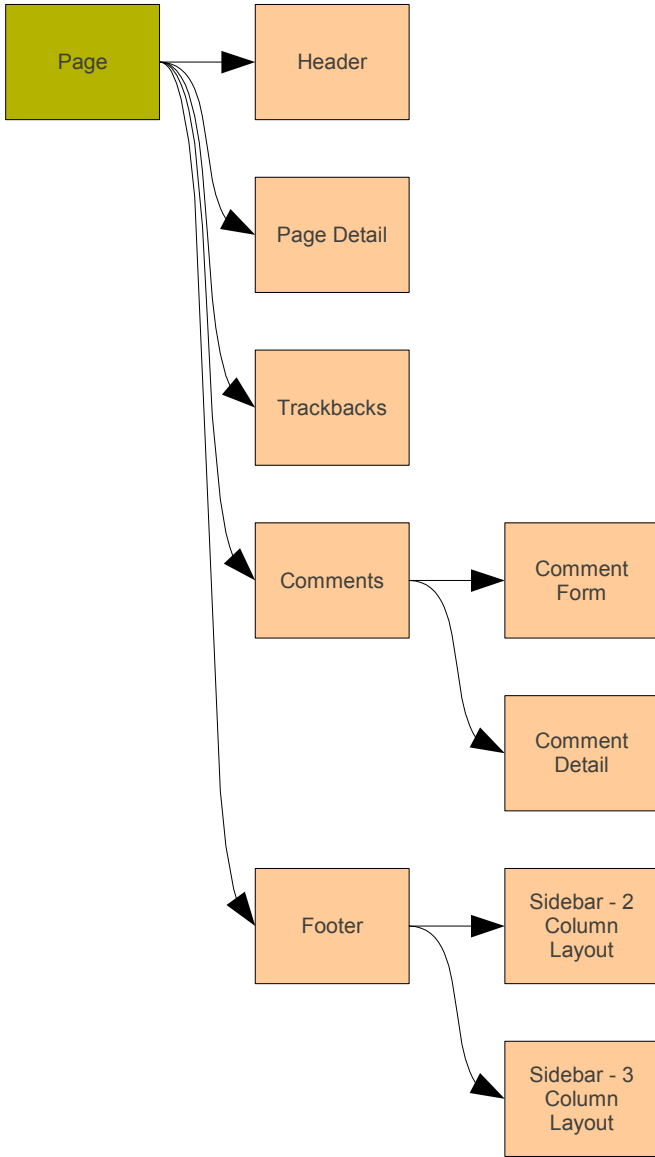 Page
Header
Page Detail
Trackbacks
Comments
Comment
Form
Comment
Detail
Footer
Sidebar - 2
Column
Layout
Sidebar - 3
Column
Layout